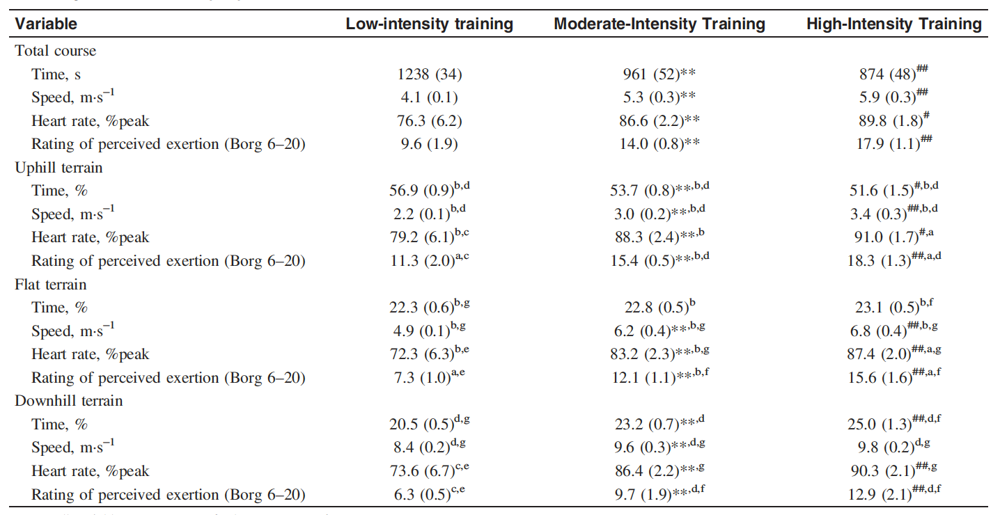 Variable Low-intensity training Moderate-Intensity Training High-Intensity Training
Total course
Time, s 1238 (34) 961 (52)** 874 (48)##
Speed, m·s−1 4.1 (0.1) 5.3 (0.3)** 5.9 (0.3)##
Heart rate, %peak 76.3 (6.2) 86.6 (2.2)** 89.8 (1.8)#
Rating of perceived exertion (Borg 6–20) 9.6 (1.9) 14.0 (0.8)** 17.9 (1.1)##
Uphill terrain
Time, % 56.9 (0.9)b,d 53.7 (0.8)**,b,d 51.6 (1.5)#,b,d
Speed, m·s−1 2.2 (0.1)b,d 3.0 (0.2)**,b,d 3.4 (0.3)##,b,d
Heart rate, %peak 79.2 (6.1)b,c 88.3 (2.4)**,b 91.0 (1.7)#,a
Rating of perceived exertion (Borg 6–20) 11.3 (2.0)a,c 15.4 (0.5)**,b,d 18.3 (1.3)##,a,d
Flat terrain
Time, % 22.3 (0.6)b,g 22.8 (0.5)b 23.1 (0.5)b,f
Speed, m·s−1 4.9 (0.1)b,g 6.2 (0.4)**,b,g 6.8 (0.4)##,b,g
Heart rate, %peak 72.3 (6.3)b,e 83.2 (2.3)**,b,g 87.4 (2.0)##,a,g
Rating of perceived exertion (Borg 6–20) 7.3 (1.0)a,e 12.1 (1.1)**,b,f 15.6 (1.6)##,a,f
Downhill terrain
Time, % 20.5 (0.5)d,g 23.2 (0.7)**,d 25.0 (1.3)##,d,f
Speed, m·s−1 8.4 (0.2)d,g 9.6 (0.3)**,d,g 9.8 (0.2)d,g
Heart rate, %peak 73.6 (6.7)c,e 86.4 (2.2)**,g 90.3 (2.1)##,g
Rating of perceived exertion (Borg 6–20) 6.3 (0.5)c,e 9.7 (1.9)**,d,f 12.9 (2.1)##,d,f